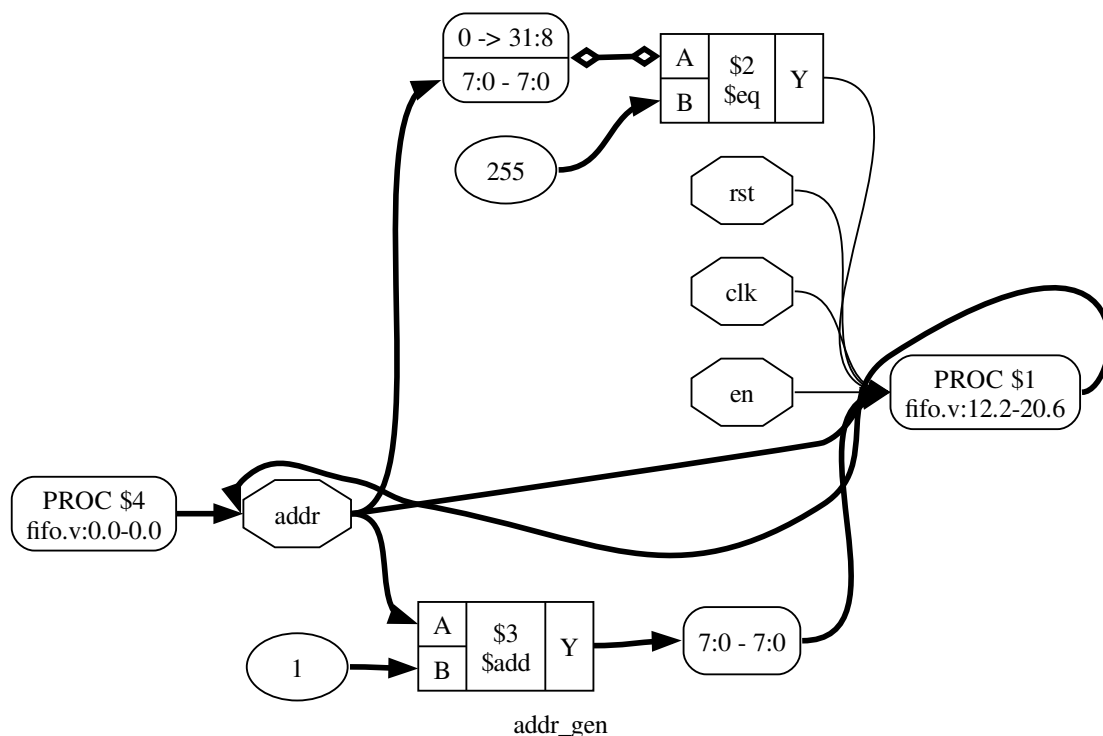 0 -> 31:8
7:0 - 7:0
A
B
$2
$eq
Y
255
rst
clk
en
PROC $1
fifo.v:12.2-20.6
PROC $4
fifo.v:0.0-0.0
addr
A
B
$3
$add
Y
7:0 - 7:0
1
addr_gen